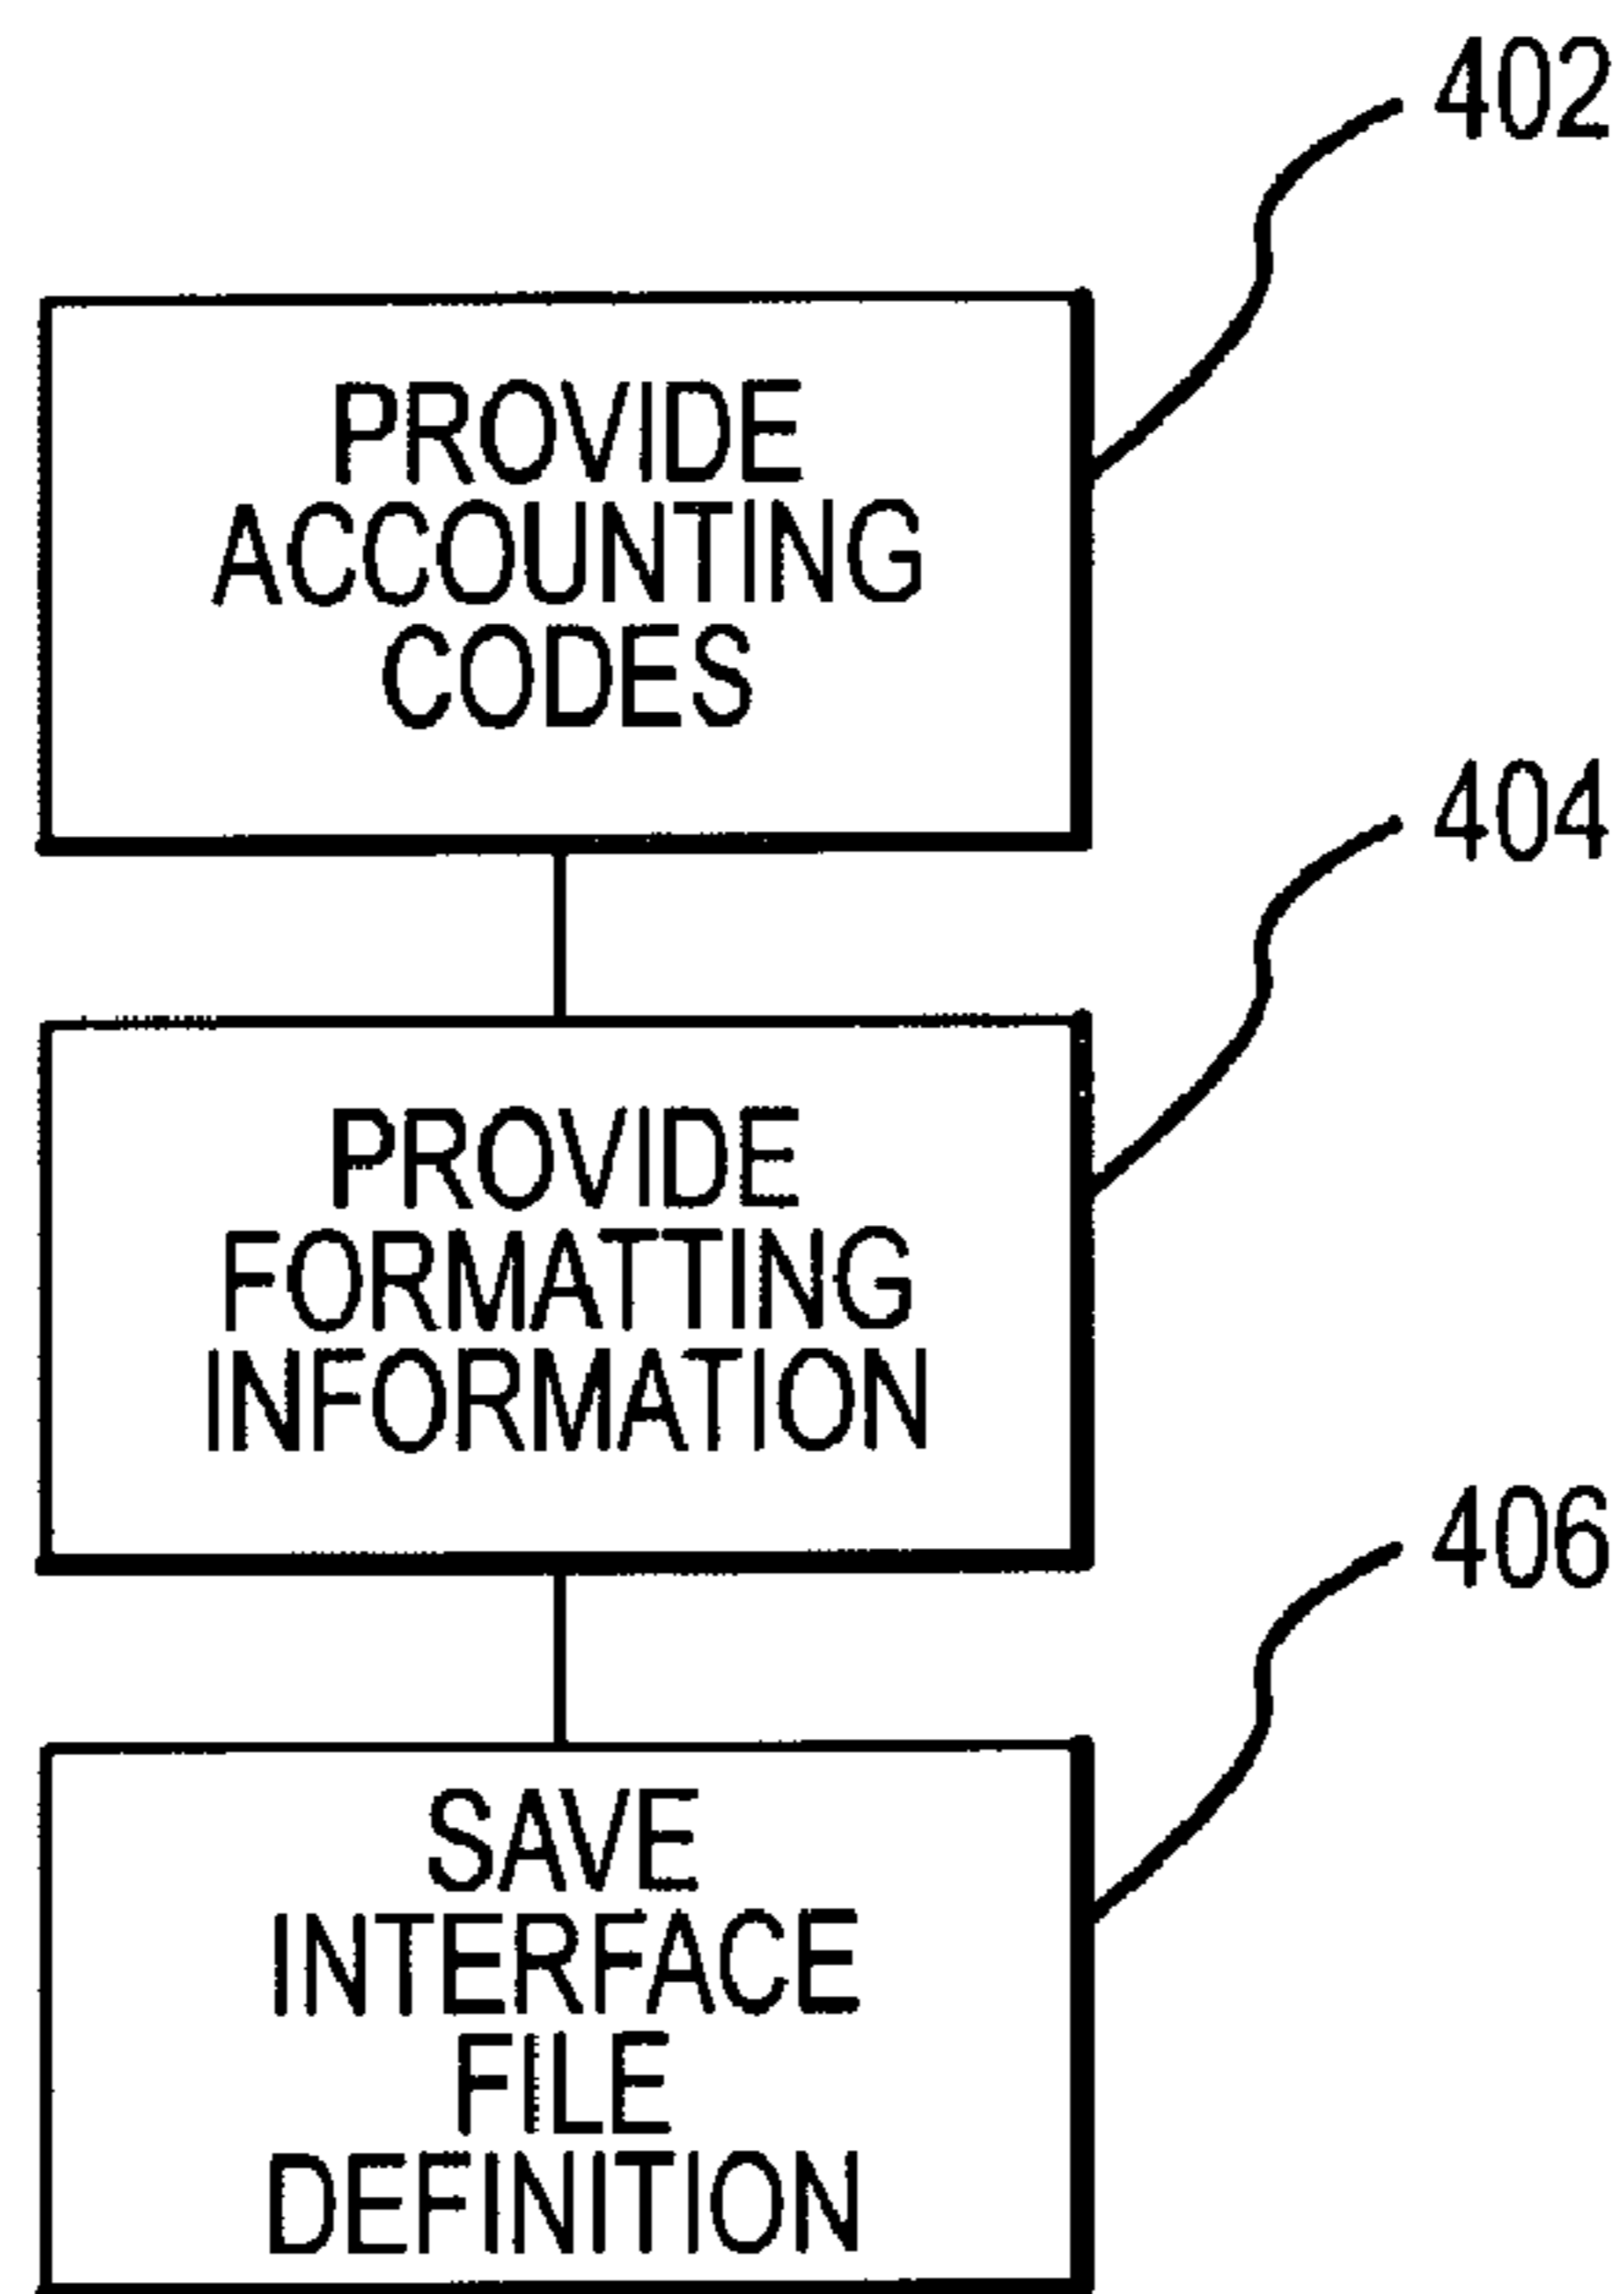 402
PROVIDE
ACCOUNTING
CODES
404
PROVIDE
FORMATTING
INFORMATION
406
SAVE
INTERFACE
FILE
DEFINITION